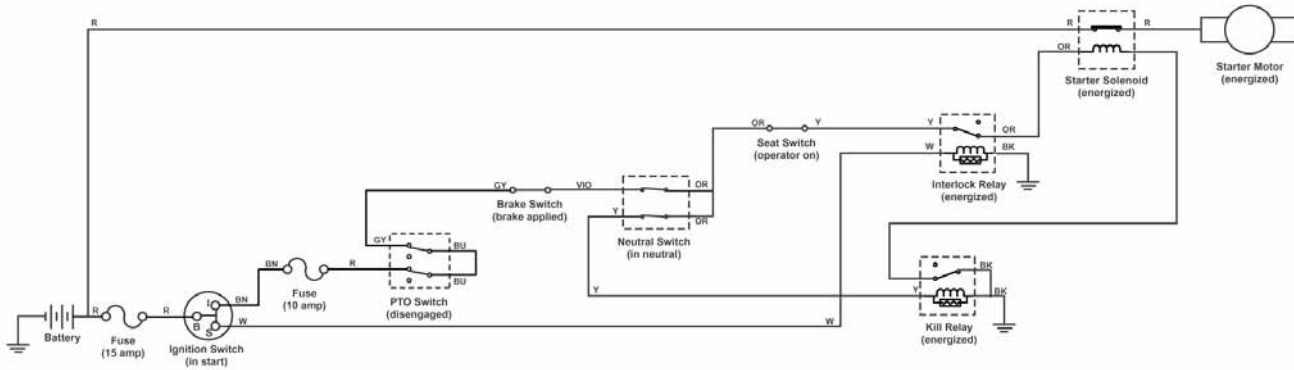 R
R
R
OR
Starter Solenoid
(energized)
Starter Motor
(energized)
OR
Y
Seat Switch
(operator on)
Y
OR
W
BK
Interlock Relay
(energized)
GY
VIO
Brake Switch
(brake applied)
OR
Y
OR
Neutral Switch
(in neutral)
GY
BU
BU
PTO Switch
(disengaged)
BN
R
Fuse
(10 amp)
BK
Y
Y
BK
Kill Relay
(energized)
R
Battery
Fuse
(15 amp)
R
I
B
S
BN
W
W
Ignition Switch
(in start)